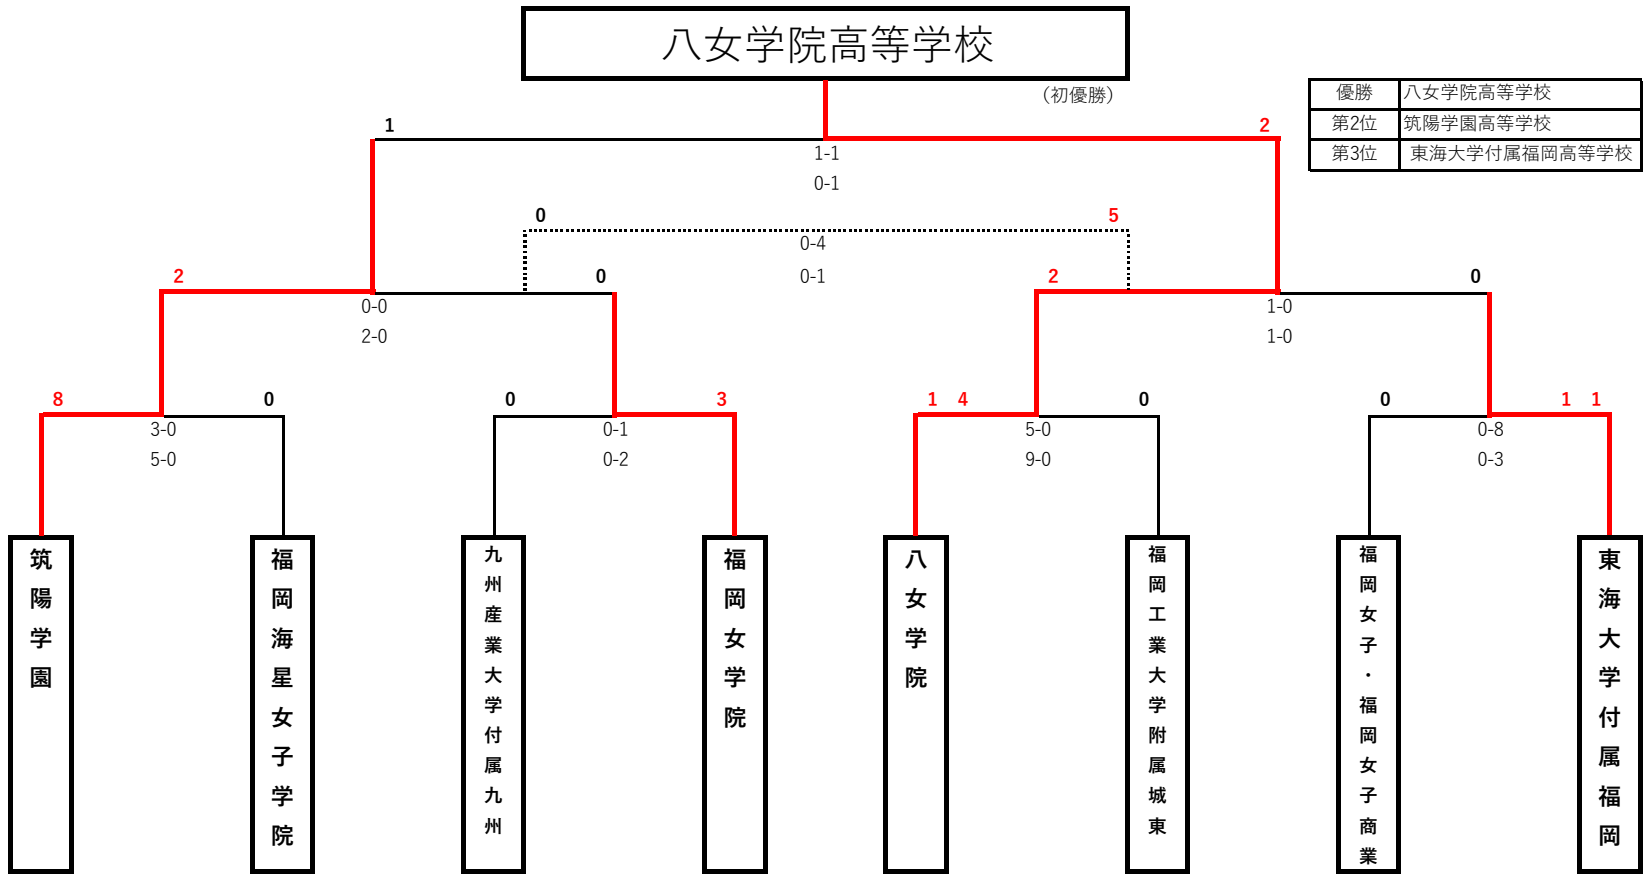 八女学院高等学校
（初優勝）
優勝 八女学院高等学校
第2位 筑陽学園高等学校
第3位 東海大学付属福岡高等学校
1 2
1-1
0-1
0 5
0-4
0-1
2 0
0-0
2-0
2 0
1-0
1-0
8 0
3-0
5-0
0 3
0-1
0-2
1 4 0
5-0
9-0
0 1 1
0-8
0-3
筑陽学園
福岡海星女子学院
九州産業大学付属九州
福岡女学院
八女学院
福岡工業大学附属城東
福岡女子・福岡女子商業
東海大学付属福岡